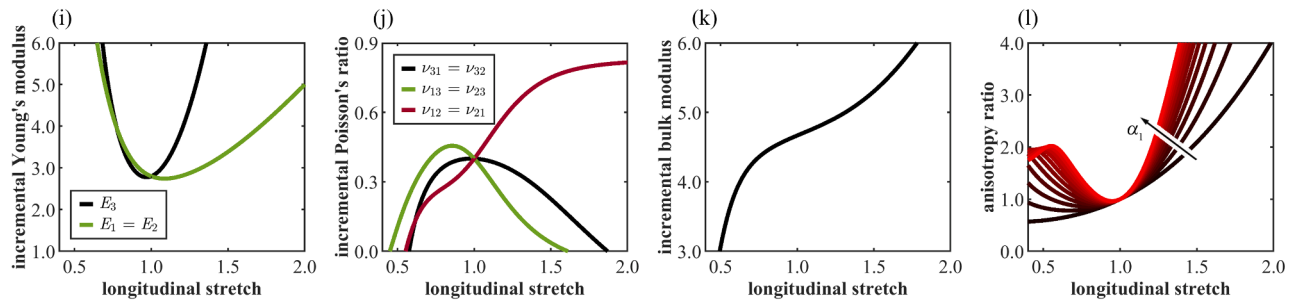 (i)
incremental Young's modulus
6.0
5.0
4.0
3.0
2.0
1.0
E₃
E₁ = E₂
0.5 1.0 1.5 2.0
longitudinal stretch
(j)
incremental Poisson's ratio
0.9
0.6
0.3
0.0
ν₃₁ = ν₃₂
ν₁₃ = ν₂₃
ν₁₂ = ν₂₁
0.5 1.0 1.5 2.0
longitudinal stretch
(k)
incremental bulk modulus
6.0
5.0
4.0
3.0
0.5 1.0 1.5 2.0
longitudinal stretch
(l)
anisotropy ratio
4.0
3.0
2.0
1.0
0.0
α₁
0.5 1.0 1.5 2.0
longitudinal stretch